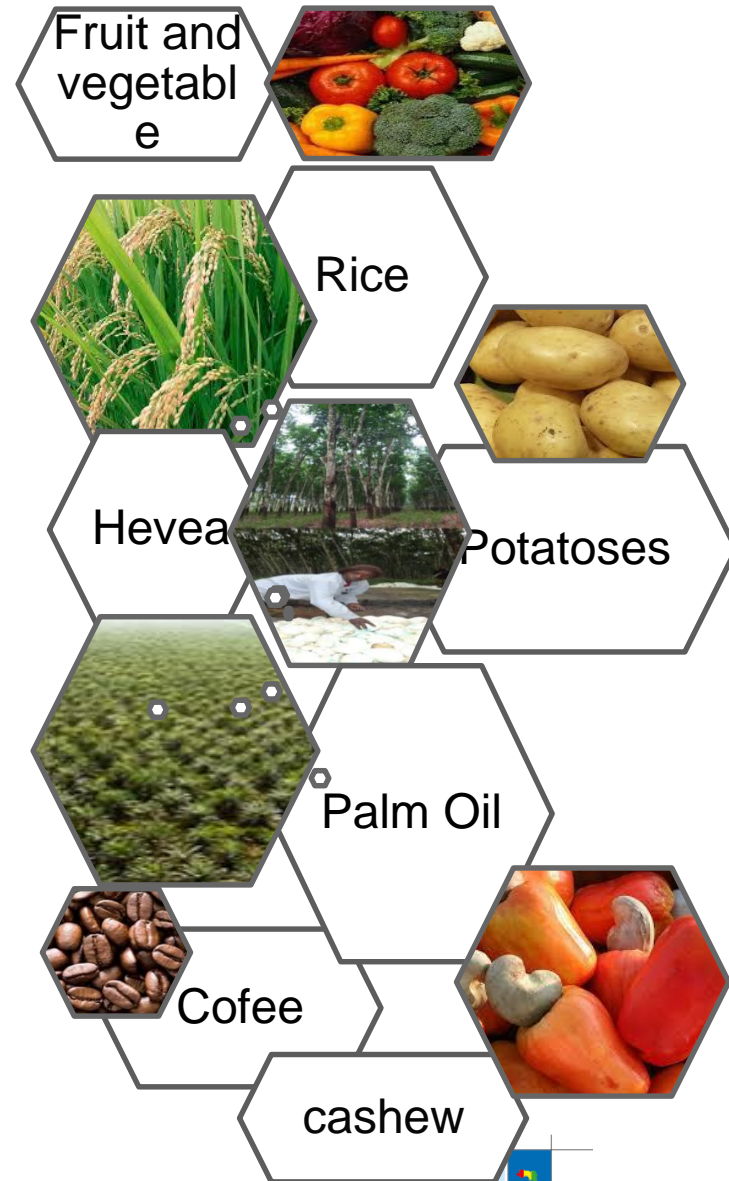 Fruit and
vegetabl
e
Rice
Hevea
Potatoses
Palm Oil
Cofee
cashew